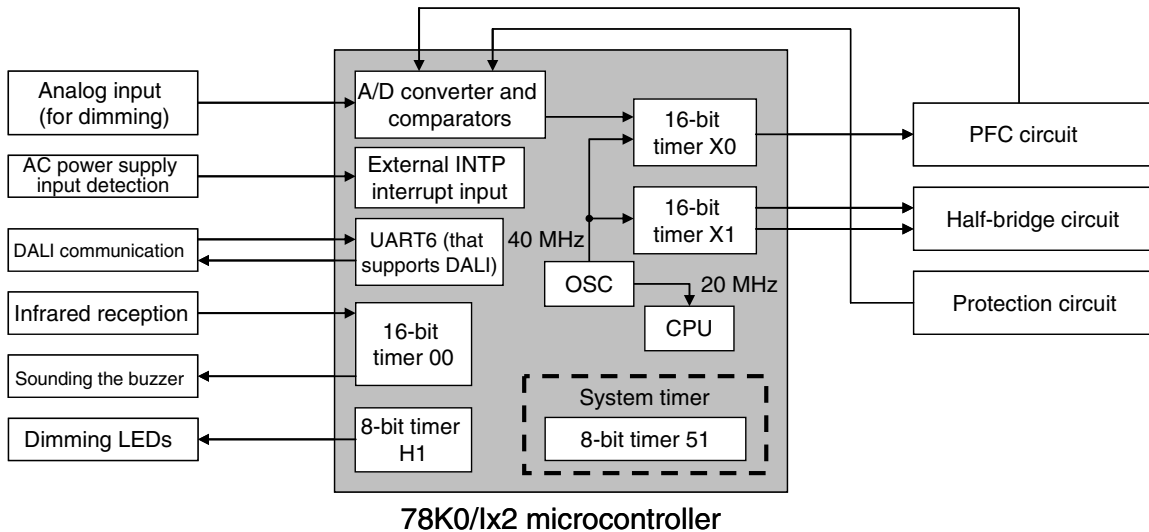 Analog input
(for dimming)
AC power supply
input detection
DALI communication
Infrared reception
Sounding the buzzer
Dimming LEDs
A/D converter and
comparators
External INTP
interrupt input
UART6 (that
supports DALI)
16-bit
timer 00
8-bit timer
H1
16-bit
timer X0
16-bit
timer X1
40 MHz
OSC
20 MHz
CPU
System timer
8-bit timer 51
PFC circuit
Half-bridge circuit
Protection circuit
78K0/Ix2 microcontroller